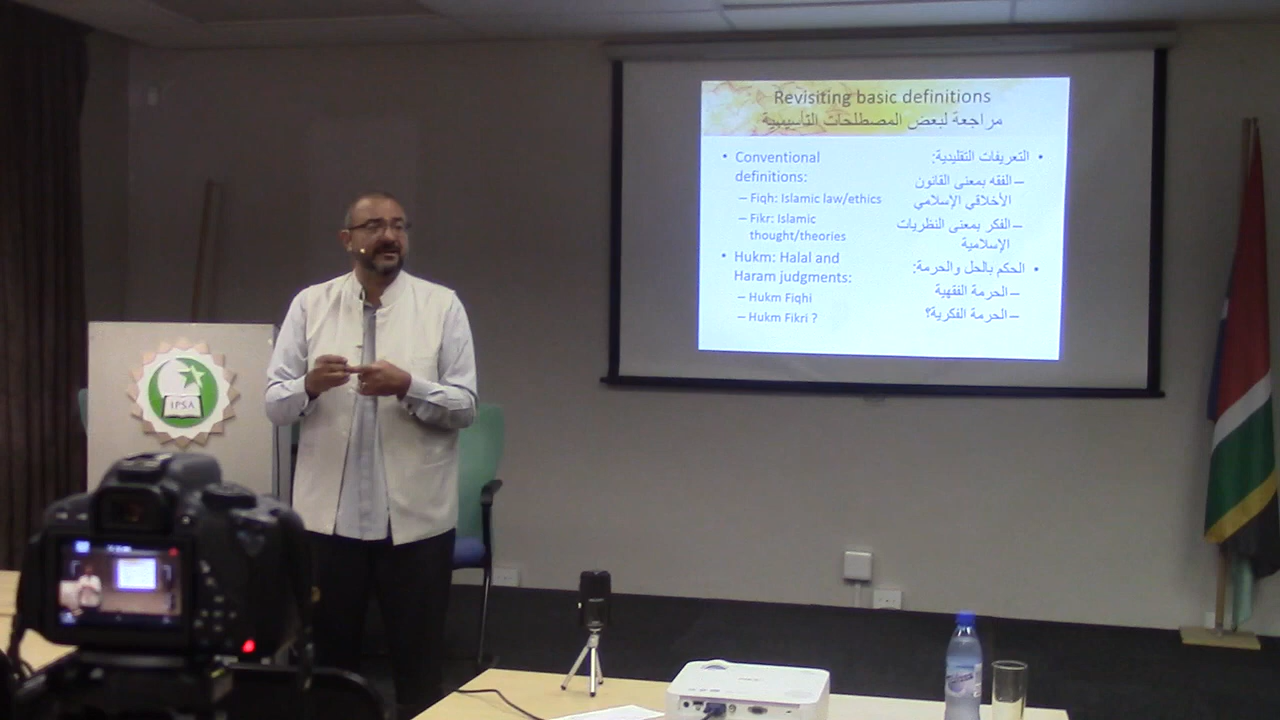 Revisiting basic definitions
مراجعة لبعض المصطلحات التأسيسية
• Conventional
definitions:
– Fiqh: Islamic law/ethics
– Fikr: Islamic
thought/theories
• Hukm: Halal and
Haram judgments:
– Hukm Fiqhi
– Hukm Fikri ?
• التعريفات التقليدية:
– الفقه بمعنى القانون
الأخلاقي الإسلامي
– الفكر بمعنى النظريات
الإسلامية
• الحكم بالحل والحرمة:
– الحرمة الفقهية
– الحرمة الفكرية؟
IPSA